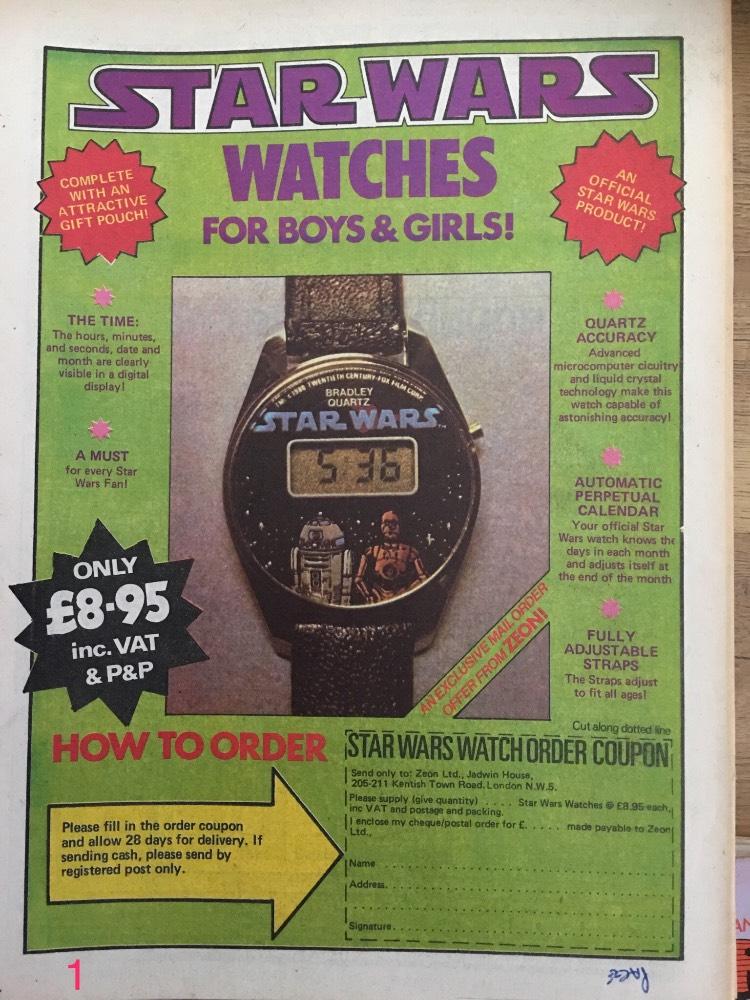 STAR WARS
WATCHES
FOR BOYS & GIRLS!
COMPLETE
WITH AN
ATTRACTIVE
GIFT POUCH!
AN
OFFICIAL
STAR WARS
PRODUCT!
THE TIME:
The hours, minutes,
and seconds, date and
month are clearly
visible in a digital
display!
A MUST
for every Star
Wars Fan!
ONLY
£8·95
inc. VAT
& P&P
1980 TWENTIETH CENTURY-FOX FILM CORP.
BRADLEY
QUARTZ
STAR WARS
5:36
AN EXCLUSIVE MAIL ORDER
OFFER FROM ZEON!
QUARTZ
ACCURACY
Advanced
microcomputer cicuitry
and liquid crystal
technology make this
watch capable of
astonishing accuracy!
AUTOMATIC
PERPETUAL
CALENDAR
Your official Star
Wars watch knows the
days in each month
and adjusts itself at
the end of the month
FULLY
ADJUSTABLE
STRAPS
The Straps adjust
to fit all ages!
HOW TO ORDER
Please fill in the order coupon
and allow 28 days for delivery. If
sending cash, please send by
registered post only.
Cut along dotted line
STAR WARS WATCH ORDER COUPON
Send only to: Zeon Ltd., Jadwin House,
205-211 Kentish Town Road. London N.W.5.
Please supply (give quantity) . . . . Star Wars Watches @ £8.95 each,
inc VAT and postage and packing.
I enclose my cheque/postal order for £. . . . . . made payable to Zeon
Ltd.,
Name
Address.
Signature.
1